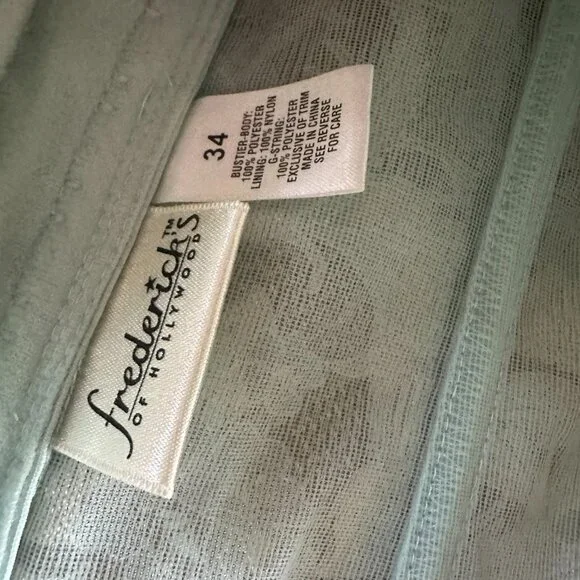 34
BUSTIER-BODY:
100% POLYESTER
LINING: 100% NYLON
G-STRING:
100% POLYESTER
EXCLUSIVE OF TRIM
MADE IN CHINA
SEE REVERSE
FOR CARE
frederick's™
OF HOLLYWOOD